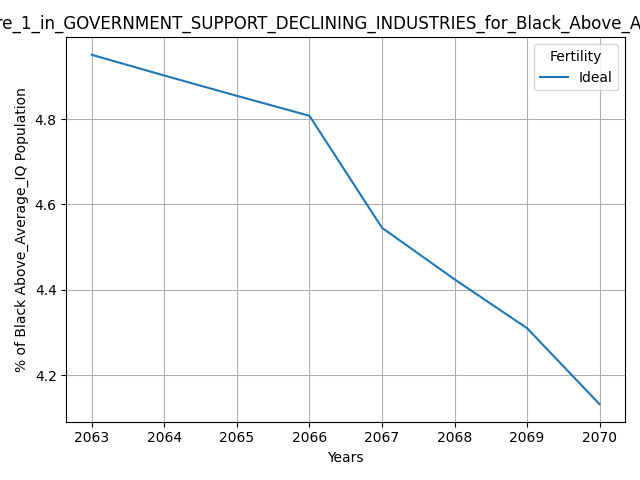 re_1_in_GOVERNMENT_SUPPORT_DECLINING_INDUSTRIES_for_Black_Above_A
Fertility
Ideal
% of Black Above_Average_IQ Population
4.8
4.6
4.4
4.2
2063 2064 2065 2066 2067 2068 2069 2070
Years